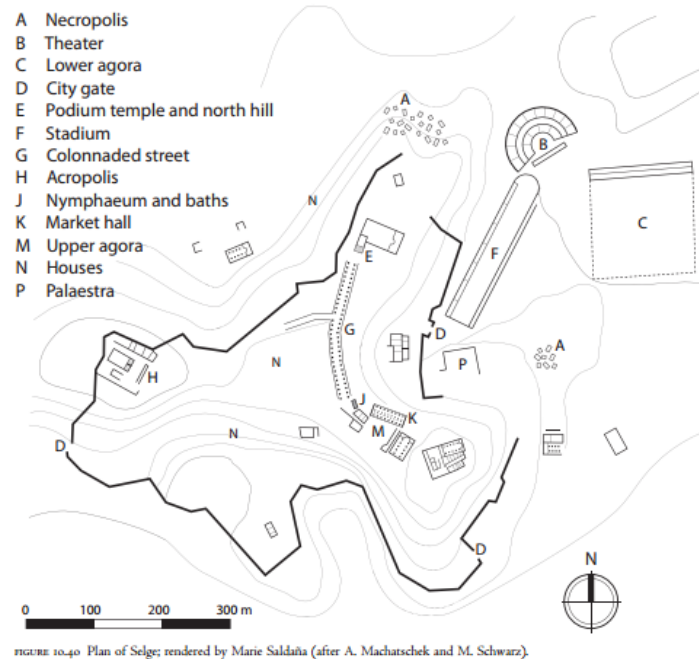 A Necropolis
B Theater
C Lower agora
D City gate
E Podium temple and north hill
F Stadium
G Colonnaded street
H Acropolis
J Nymphaeum and baths
K Market hall
M Upper agora
N Houses
P Palaestra
A
B
N
C
E
F
G
D
A
P
N
H
J
K
N
M
D
D
N
0 100 200 300 m
FIGURE 10.40 Plan of Selge; rendered by Marie Saldaña (after A. Machatschek and M. Schwarz).